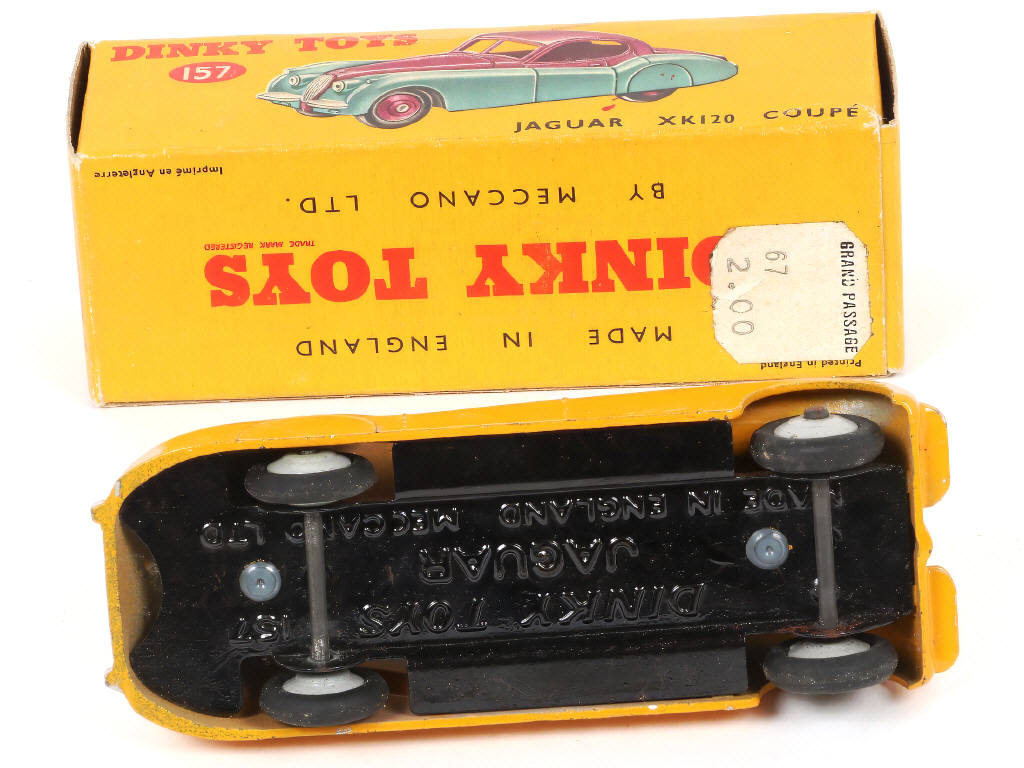 DINKY TOYS
157
JAGUAR XK120 COUPÉ
Imprimé en Angleterre
BY MECCANO LTD.
TRADE MARK REGISTERED
DINKY TOYS
MADE IN ENGLAND
Printed in England
GRAND PASSAGE
67
2.00
157
DINKY TOYS
JAGUAR
MADE IN ENGLAND MECCANO LTD